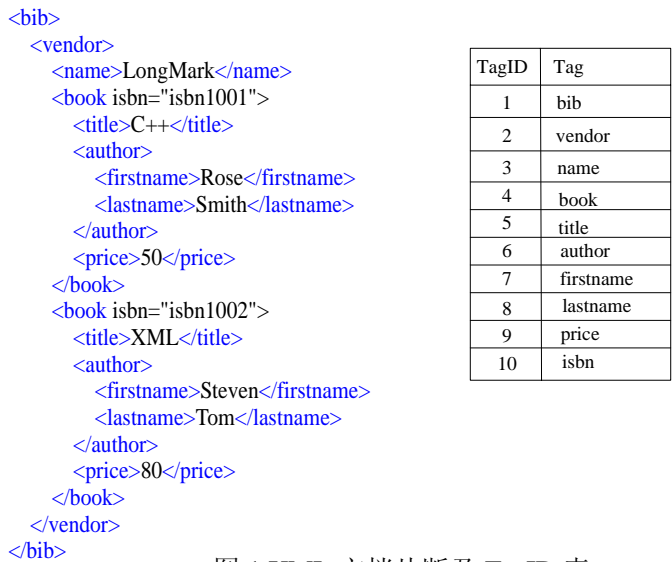 <bib>
<vendor>
<name>LongMark</name>
<book isbn="isbn1001">
<title>C++</title>
<author>
<firstname>Rose</firstname>
<lastname>Smith</lastname>
</author>
<price>50</price>
</book>
<book isbn="isbn1002">
<title>XML</title>
<author>
<firstname>Steven</firstname>
<lastname>Tom</lastname>
</author>
<price>80</price>
</book>
</vendor>
</bib>
TagID Tag
1 bib
2 vendor
3 name
4 book
5 title
6 author
7 firstname
8 lastname
9 price
10 isbn